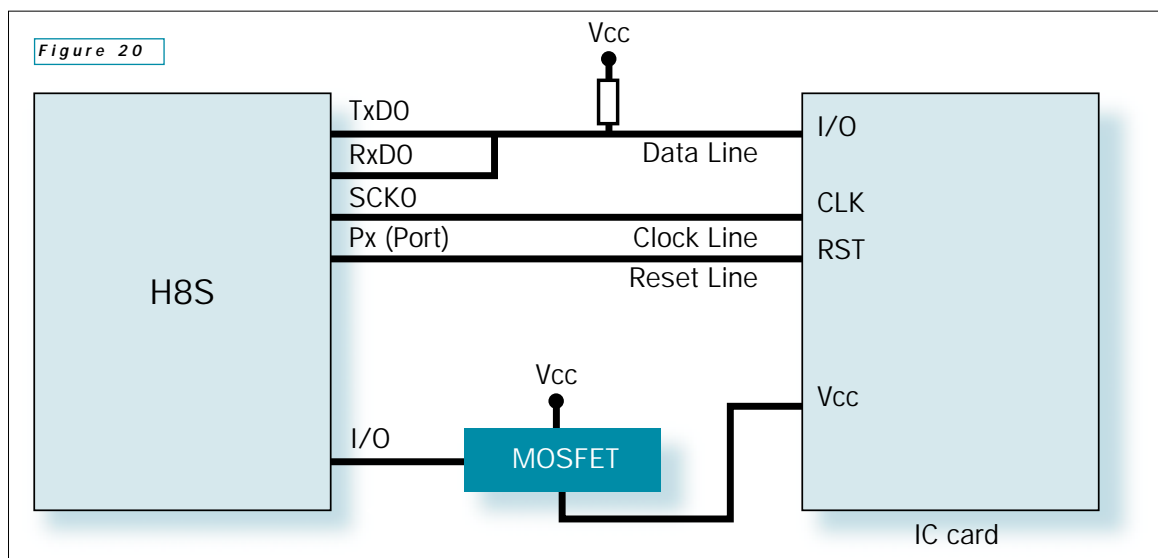 Figure 20
Vcc
TxD0
I/O
RxD0
Data Line
SCK0
CLK
Px (Port)
Clock Line
RST
Reset Line
H8S
Vcc
Vcc
I/O
MOSFET
IC card